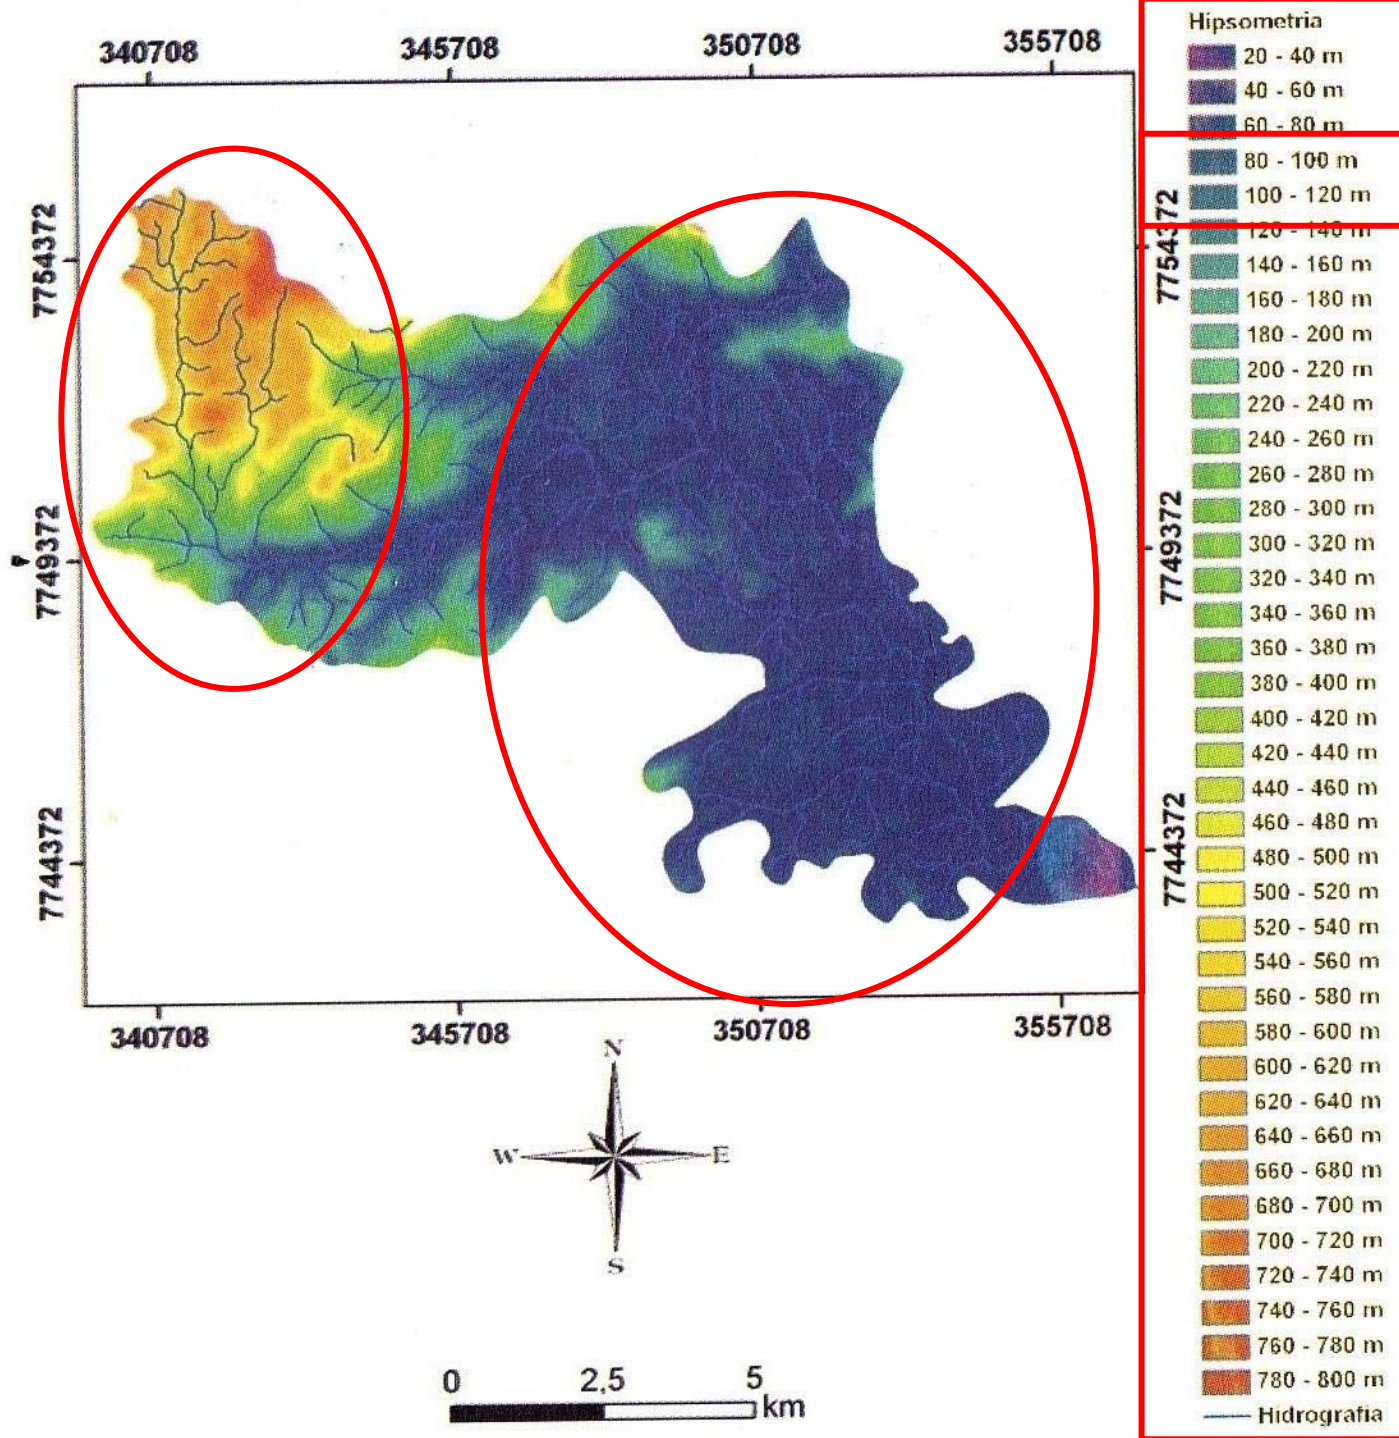 340708 345708 350708 355708
7754372
7749372
7744372
7754372
7749372
7744372
340708 345708 350708 355708
N
W E
S
0 2,5 5
km
Hipsometria
20 - 40 m
40 - 60 m
60 - 80 m
80 - 100 m
100 - 120 m
120 - 140 m
140 - 160 m
160 - 180 m
180 - 200 m
200 - 220 m
220 - 240 m
240 - 260 m
260 - 280 m
280 - 300 m
300 - 320 m
320 - 340 m
340 - 360 m
360 - 380 m
380 - 400 m
400 - 420 m
420 - 440 m
440 - 460 m
460 - 480 m
480 - 500 m
500 - 520 m
520 - 540 m
540 - 560 m
560 - 580 m
580 - 600 m
600 - 620 m
620 - 640 m
640 - 660 m
660 - 680 m
680 - 700 m
700 - 720 m
720 - 740 m
740 - 760 m
760 - 780 m
780 - 800 m
Hidrografia